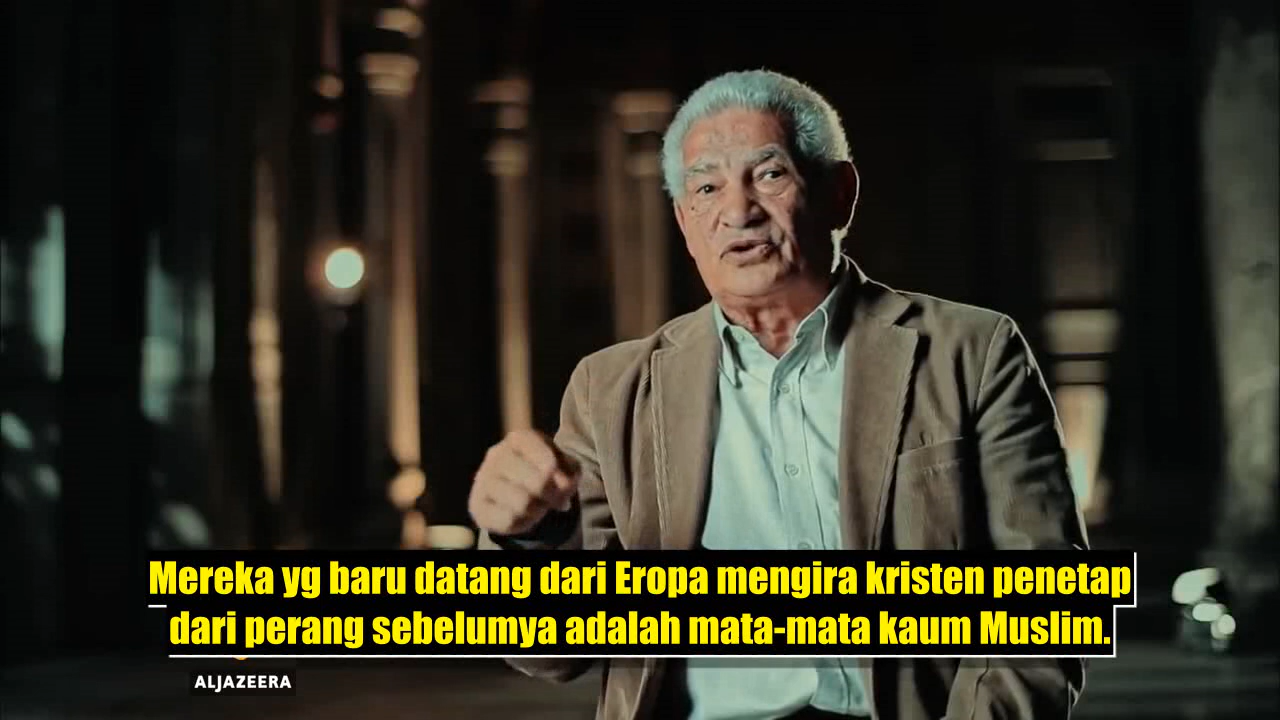 Mereka yg baru datang dari Eropa mengira kristen penetap
dari perang sebelumya adalah mata-mata kaum Muslim.
ALJAZEERA